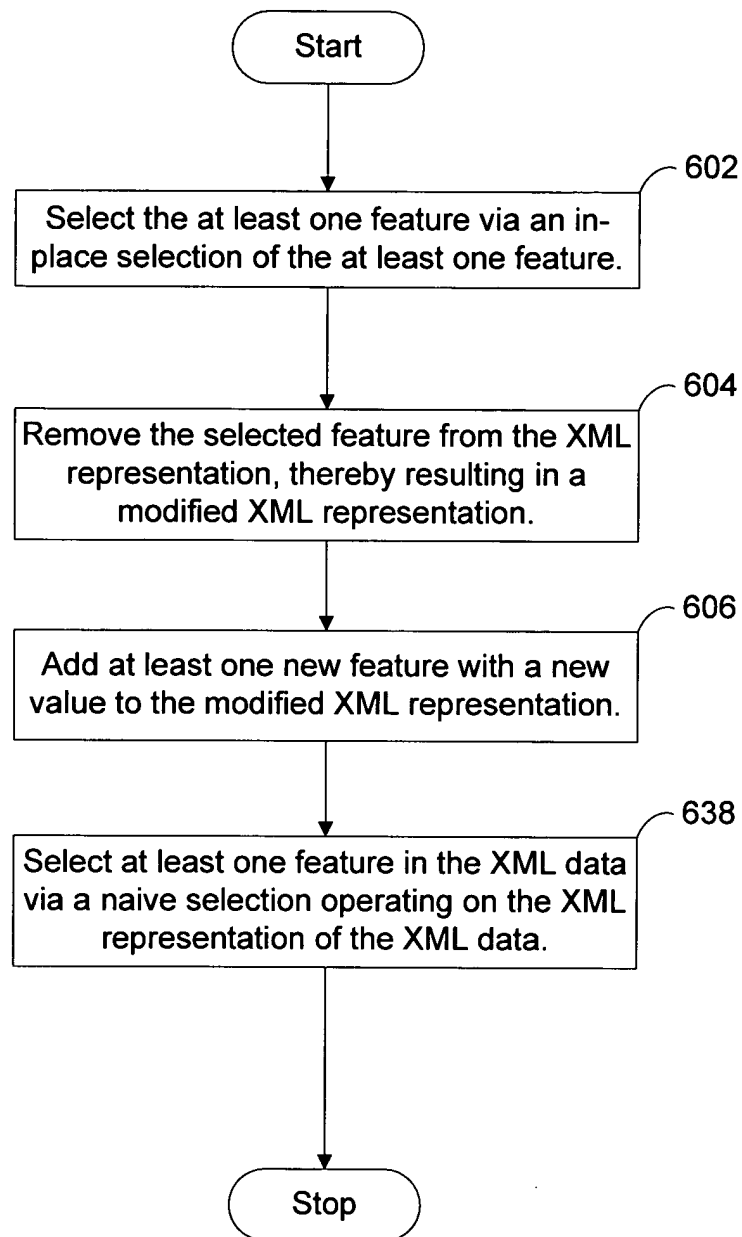 Start
602
Select the at least one feature via an in-
place selection of the at least one feature.
604
Remove the selected feature from the XML
representation, thereby resulting in a
modified XML representation.
606
Add at least one new feature with a new
value to the modified XML representation.
638
Select at least one feature in the XML data
via a naive selection operating on the XML
representation of the XML data.
Stop